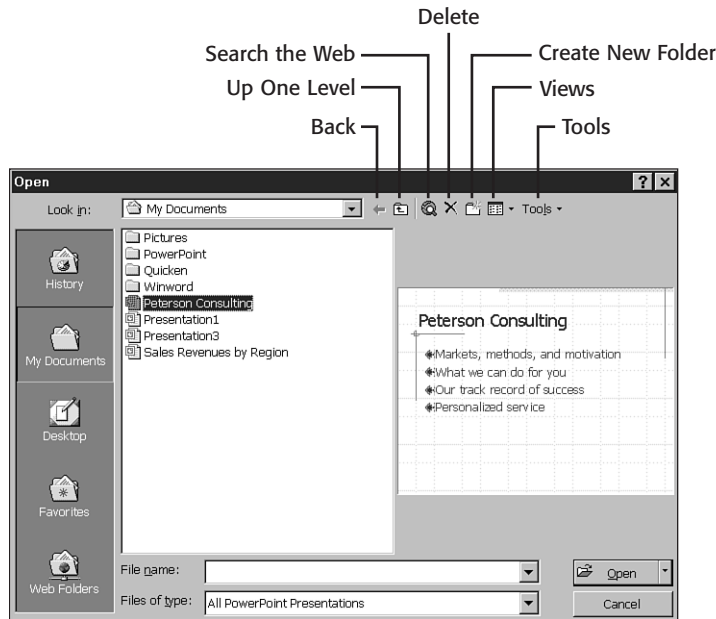 Delete
Search the Web
Create New Folder
Up One Level
Views
Back
Tools
Open
Look in:
My Documents
Tools
History
My Documents
Desktop
Favorites
Web Folders
Pictures
PowerPoint
Quicken
Winword
Peterson Consulting
Presentation1
Presentation3
Sales Revenues by Region
Peterson Consulting
Markets, methods, and motivation
What we can do for you
Our track record of success
Personalized service
File name:
Open
Files of type:
All PowerPoint Presentations
Cancel